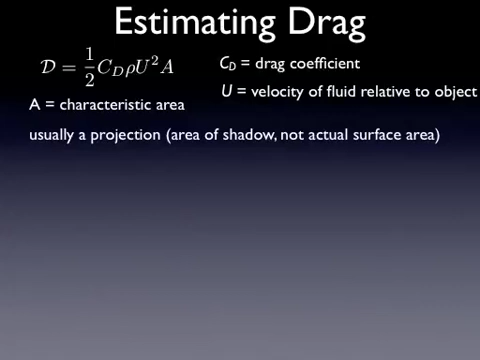 Estimating Drag
𝒟 = 1/2 C_D ρU² A
C_D = drag coefficient
U = velocity of fluid relative to object
A = characteristic area
usually a projection (area of shadow, not actual surface area)